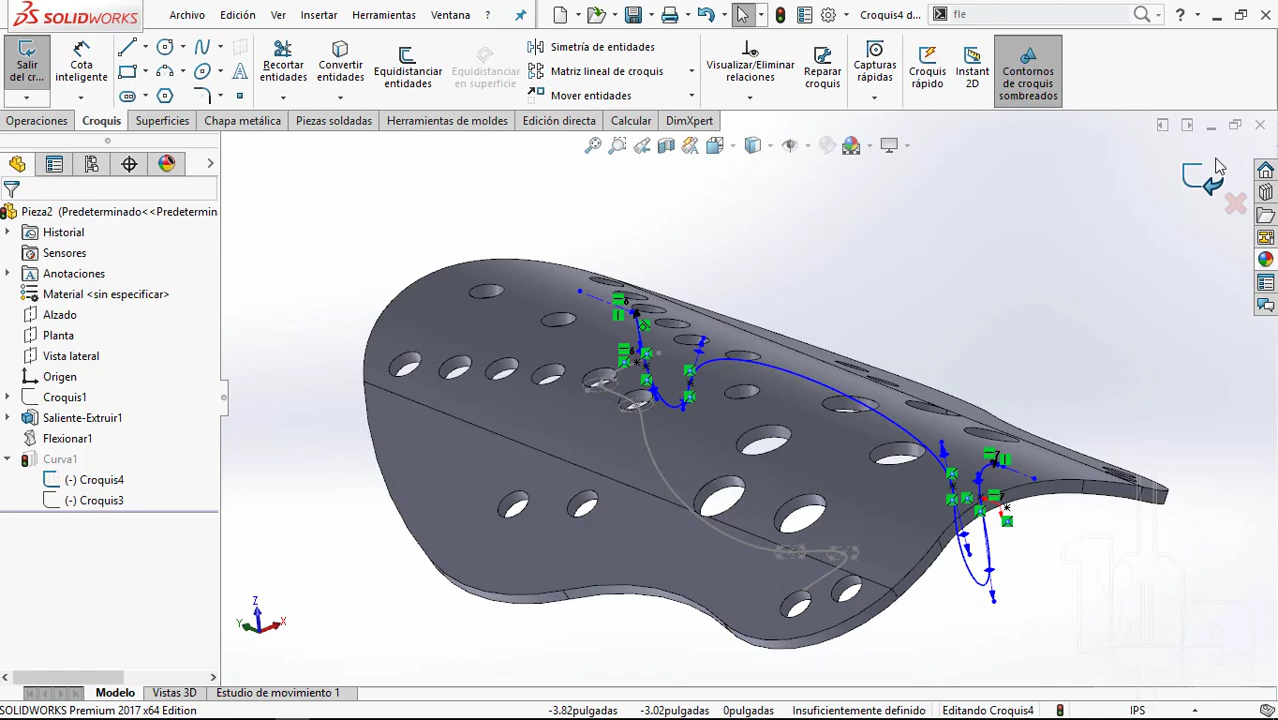 SOLIDWORKS
Archivo Edición Ver Insertar Herramientas Ventana ?
Croquis4 d...
fle
Salir del cr...
Cota inteligente
Recortar entidades
Convertir entidades
Equidistanciar entidades
Equidistanciar en superficie
Simetría de entidades
Matriz lineal de croquis
Mover entidades
Visualizar/Eliminar relaciones
Reparar croquis
Capturas rápidas
Croquis rápido
Instant 2D
Contornos de croquis sombreados
Operaciones Croquis Superficies Chapa metálica Piezas soldadas Herramientas de moldes Edición directa Calcular DimXpert
Pieza2 (Predeterminado<<Predetermin
Historial
Sensores
Anotaciones
Material <sin especificar>
Alzado
Planta
Vista lateral
Origen
Croquis1
Saliente-Extruir1
Flexionar1
Curva1
(-) Croquis4
(-) Croquis3
Z
Y
X
Modelo Vistas 3D Estudio de movimiento 1
SOLIDWORKS Premium 2017 x64 Edition
-3.82pulgadas -3.02pulgadas 0pulgadas Insuficientemente definido Editando Croquis4 IPS